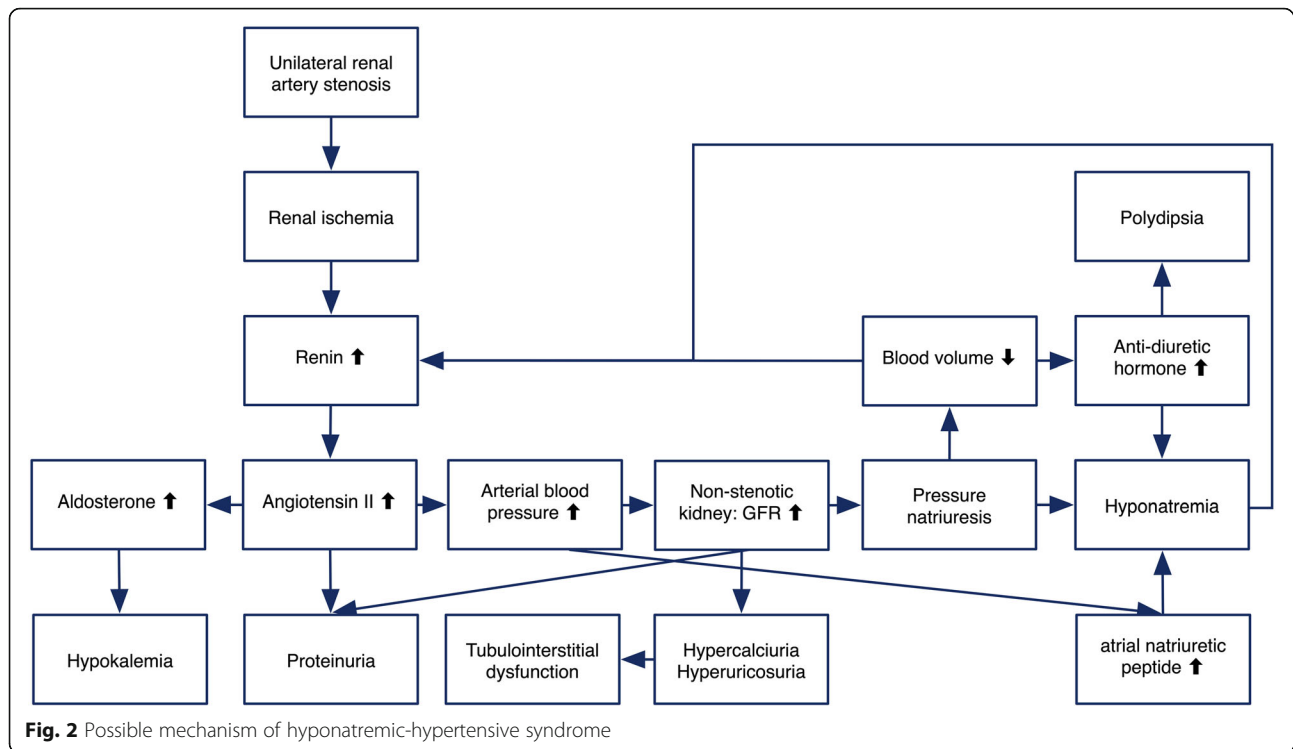 Unilateral renal
artery stenosis
Renal ischemia
Polydipsia
Renin ⬆
Blood volume ⬇
Anti-diuretic
hormone ⬆
Aldosterone ⬆
Angiotensin II ⬆
Arterial blood
pressure ⬆
Non-stenotic
kidney: GFR ⬆
Pressure
natriuresis
Hyponatremia
Hypokalemia
Proteinuria
Tubulointerstitial
dysfunction
Hypercalciuria
Hyperuricosuria
atrial natriuretic
peptide ⬆
Fig. 2 Possible mechanism of hyponatremic-hypertensive syndrome